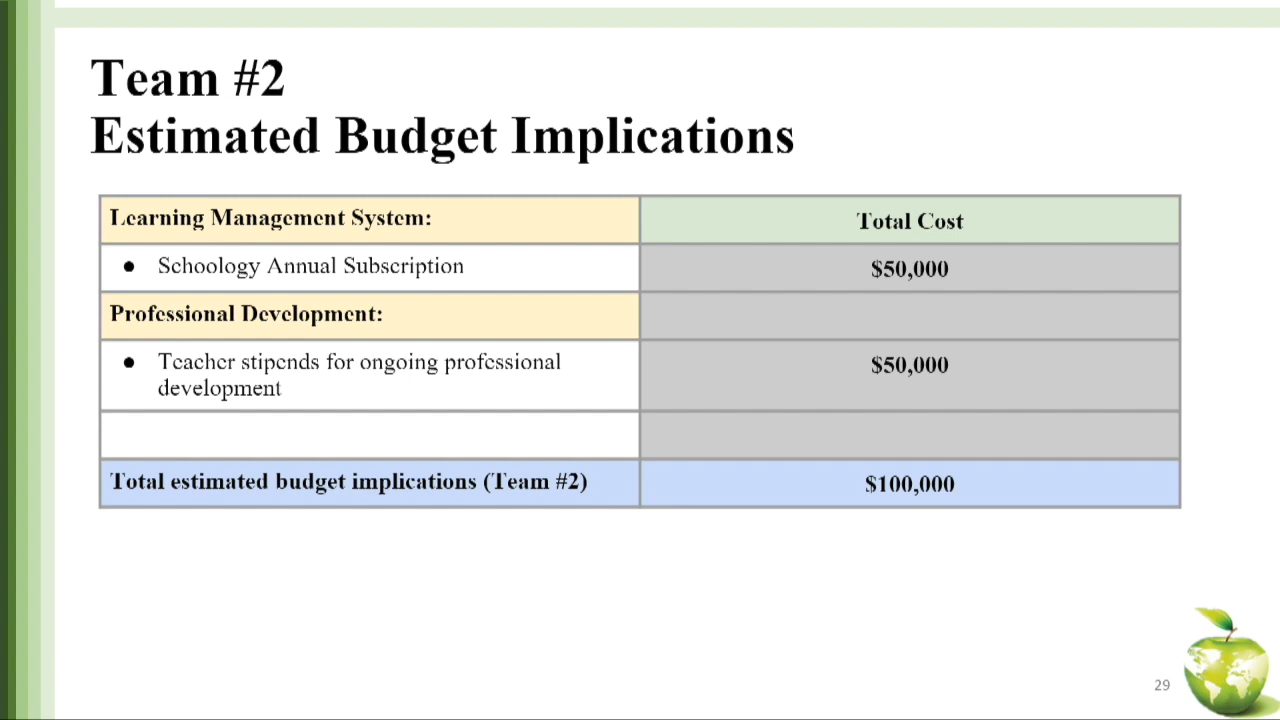 Team #2
Estimated Budget Implications
Learning Management System:
Total Cost
● Schoology Annual Subscription
$50,000
Professional Development:
● Teacher stipends for ongoing professional
development
$50,000
Total estimated budget implications (Team #2)
$100,000
29